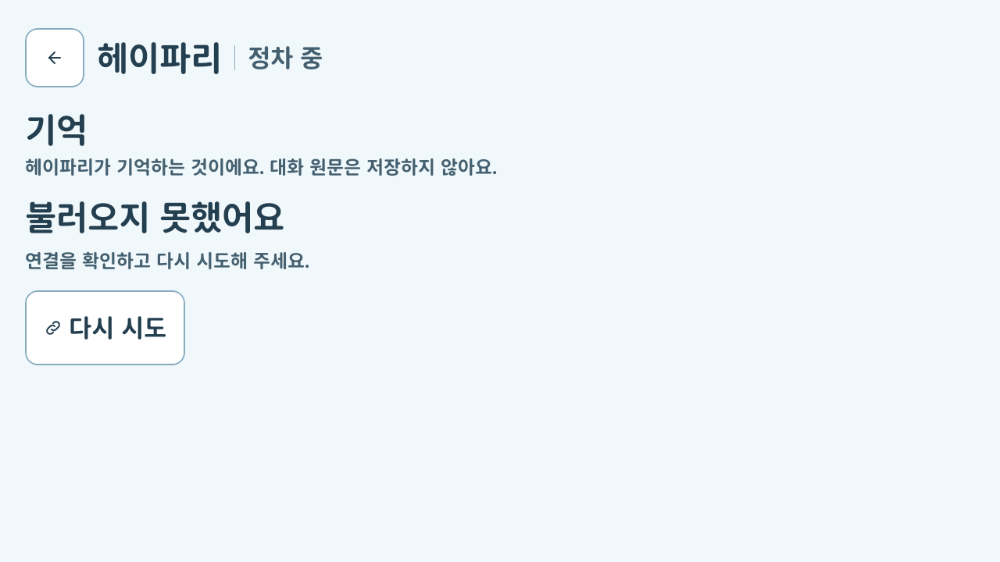 헤이파리 정차 중
기억
헤이파리가 기억하는 것이에요. 대화 원문은 저장하지 않아요.
불러오지 못했어요
연결을 확인하고 다시 시도해 주세요.
다시 시도